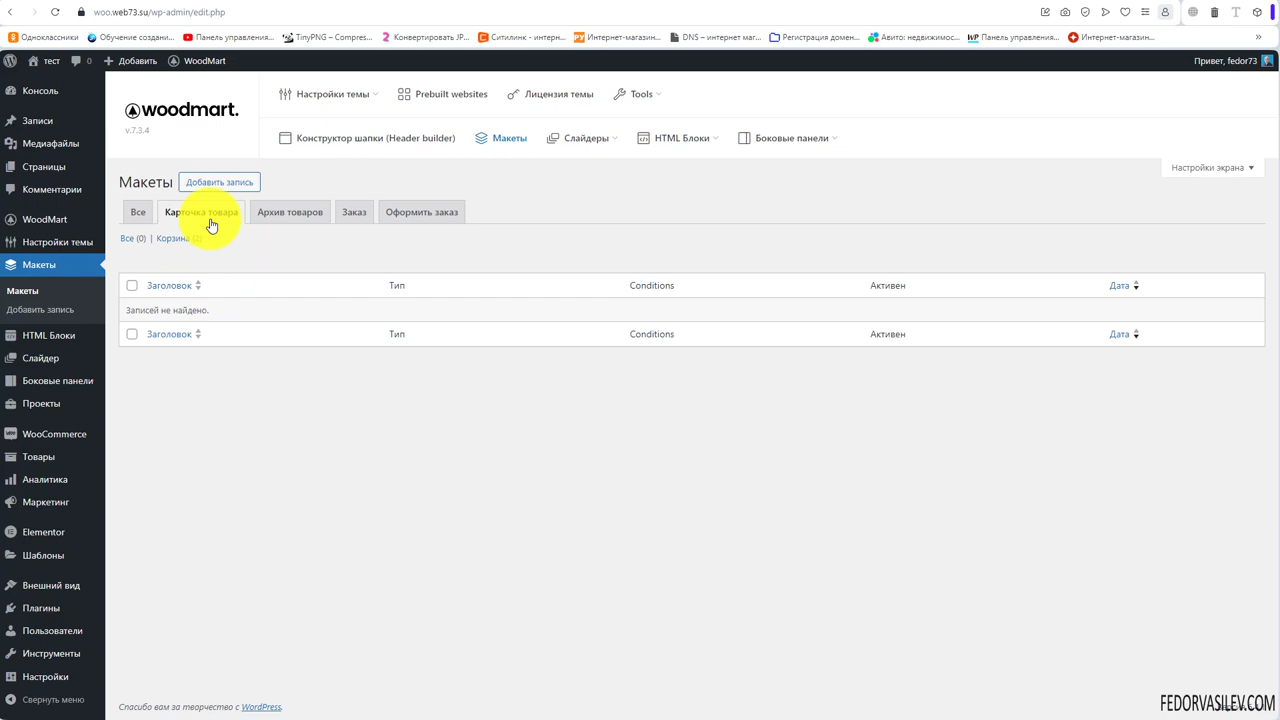 woo.web73.su/wp-admin/edit.php
Одноклассники
Обучение создани...
Панель управления...
TinyPNG – Compres...
Конвертировать JP...
Ситилинк - интерн...
Интернет-магазин...
DNS – интернет маг...
Регистрация домен...
Авито: недвижимос...
Панель управления...
Интернет-магазин...
тест
0
Добавить
WoodMart
Привет, fedor73
Консоль
Записи
Медиафайлы
Страницы
Комментарии
WoodMart
Настройки темы
Макеты
Макеты
Добавить запись
HTML Блоки
Слайдер
Боковые панели
Проекты
WooCommerce
Товары
Аналитика
Маркетинг
Elementor
Шаблоны
Внешний вид
Плагины
Пользователи
Инструменты
Настройки
Свернуть меню
woodmart.
v.7.3.4
Настройки темы
Prebuilt websites
Лицензия темы
Tools
Конструктор шапки (Header builder)
Макеты
Слайдеры
HTML Блоки
Боковые панели
Настройки экрана
Макеты
Добавить запись
Все
Карточка товара
Архив товаров
Заказ
Оформить заказ
Все (0) | Корзина (2)
Заголовок Тип Conditions Активен Дата
Записей не найдено.
Заголовок Тип Conditions Активен Дата
Спасибо вам за творчество с WordPress.
FEDORVASILEV.COM